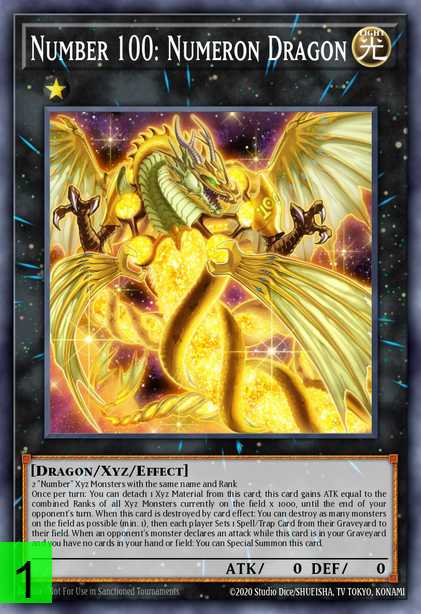 NUMBER 100: NUMERON DRAGON
LIGHT
光
[DRAGON/XYZ/EFFECT]
2 "Number" Xyz Monsters with the same name and Rank
Once per turn: You can detach 1 Xyz Material from this card; this card gains ATK equal to the
combined Ranks of all Xyz Monsters currently on the field x 1000, until the end of your
opponent's turn. When this card is destroyed by card effect: You can destroy as many monsters
on the field as possible (min. 1), then each player Sets 1 Spell/Trap Card from their Graveyard to
their field. When an opponent's monster declares an attack while this card is in your Graveyard
and you have no cards in your hand or field: You can Special Summon this card.
ATK/ 0 DEF/ 0
1
Not For Use in Sanctioned Tournaments
©2020 Studio Dice/SHUEISHA, TV TOKYO, KONAMI